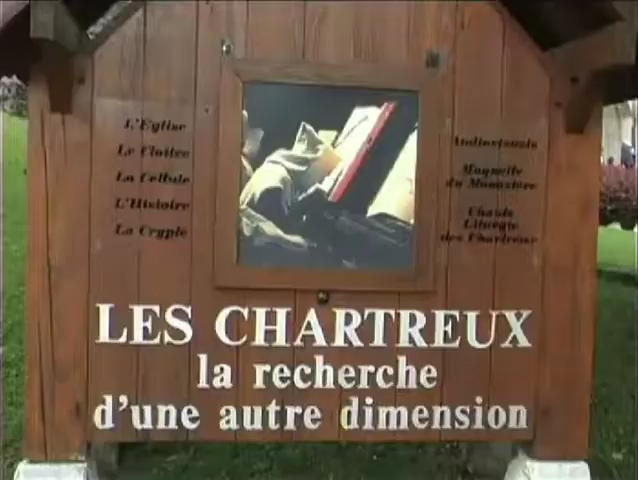 L'Eglise
Le Cloître
La Cellule
L'Histoire
La Crypte
Audiovisuels
Maquette
du Monastère
Chants
Liturgie
des Chartreux
LES CHARTREUX
la recherche
d'une autre dimension